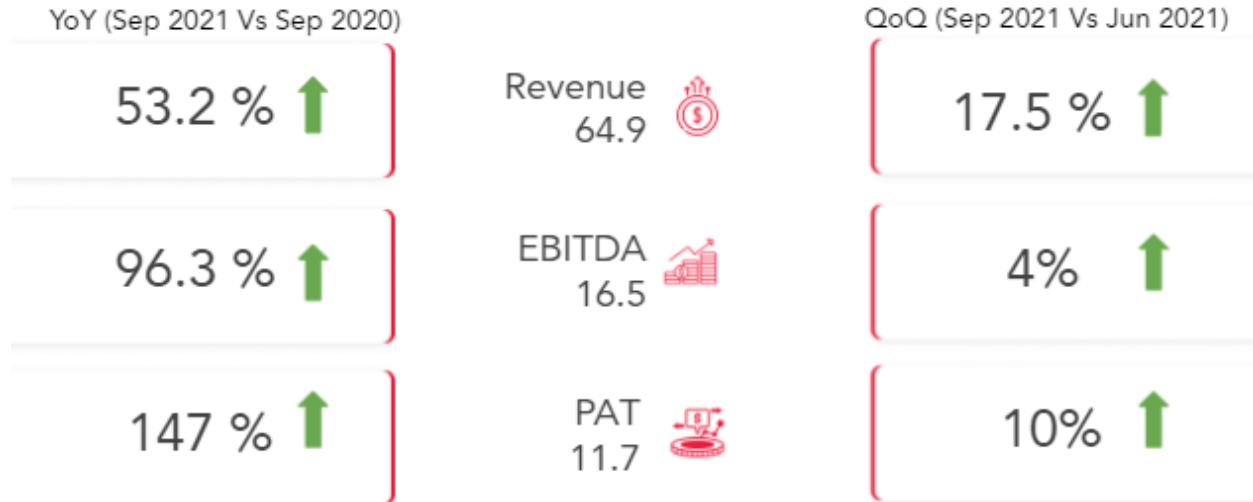 YoY (Sep 2021 Vs Sep 2020)
QoQ (Sep 2021 Vs Jun 2021)
53.2 %
Revenue
64.9
$
17.5 %
96.3 %
EBITDA
16.5
4%
147 %
PAT
11.7
$
10%